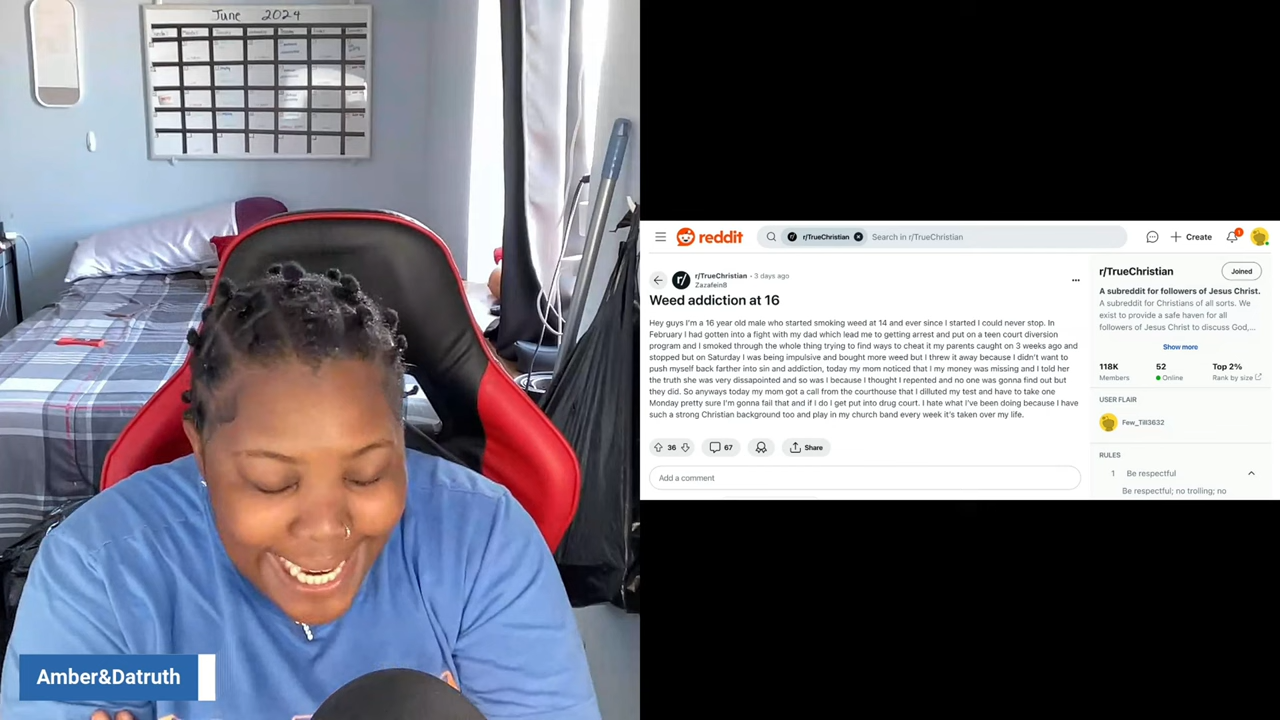 June 2024
Amber&Datruth
reddit
r/TrueChristian
Search in r/TrueChristian
Create
r/TrueChristian • 3 days ago
ZazafeinB
Weed addiction at 16
Hey guys I'm a 16 year old male who started smoking weed at 14 and ever since I started I could never stop. In
February I had gotten into a fight with my dad which lead me to getting arrest and put on a teen court diversion
program and I smoked through the whole thing trying to find ways to cheat it my parents caught on 3 weeks ago and
stopped but on Saturday I was being impulsive and bought more weed but I threw it away because I didn't want to
push myself back farther into sin and addiction, today my mom noticed that I my money was missing and I told her
the truth she was very dissapointed and so was I because I thought I repented and no one was gonna find out but
they did. So anyways today my mom got a call from the courthouse that I dilluted my test and have to take one
Monday pretty sure I'm gonna fail that and if I do I get put into drug court. I hate what I've been doing because I have
such a strong Christian background too and play in my church band every week it's taken over my life.
36
67
Share
Add a comment
r/TrueChristian
Joined
A subreddit for followers of Jesus Christ.
A subreddit for Christians of all sorts. We
exist to provide a safe haven for all
followers of Jesus Christ to discuss God,...
Show more
118K 52 Top 2%
Members Online Rank by size
USER FLAIR
Few_Till3632
RULES
1 Be respectful
Be respectful; no trolling; no